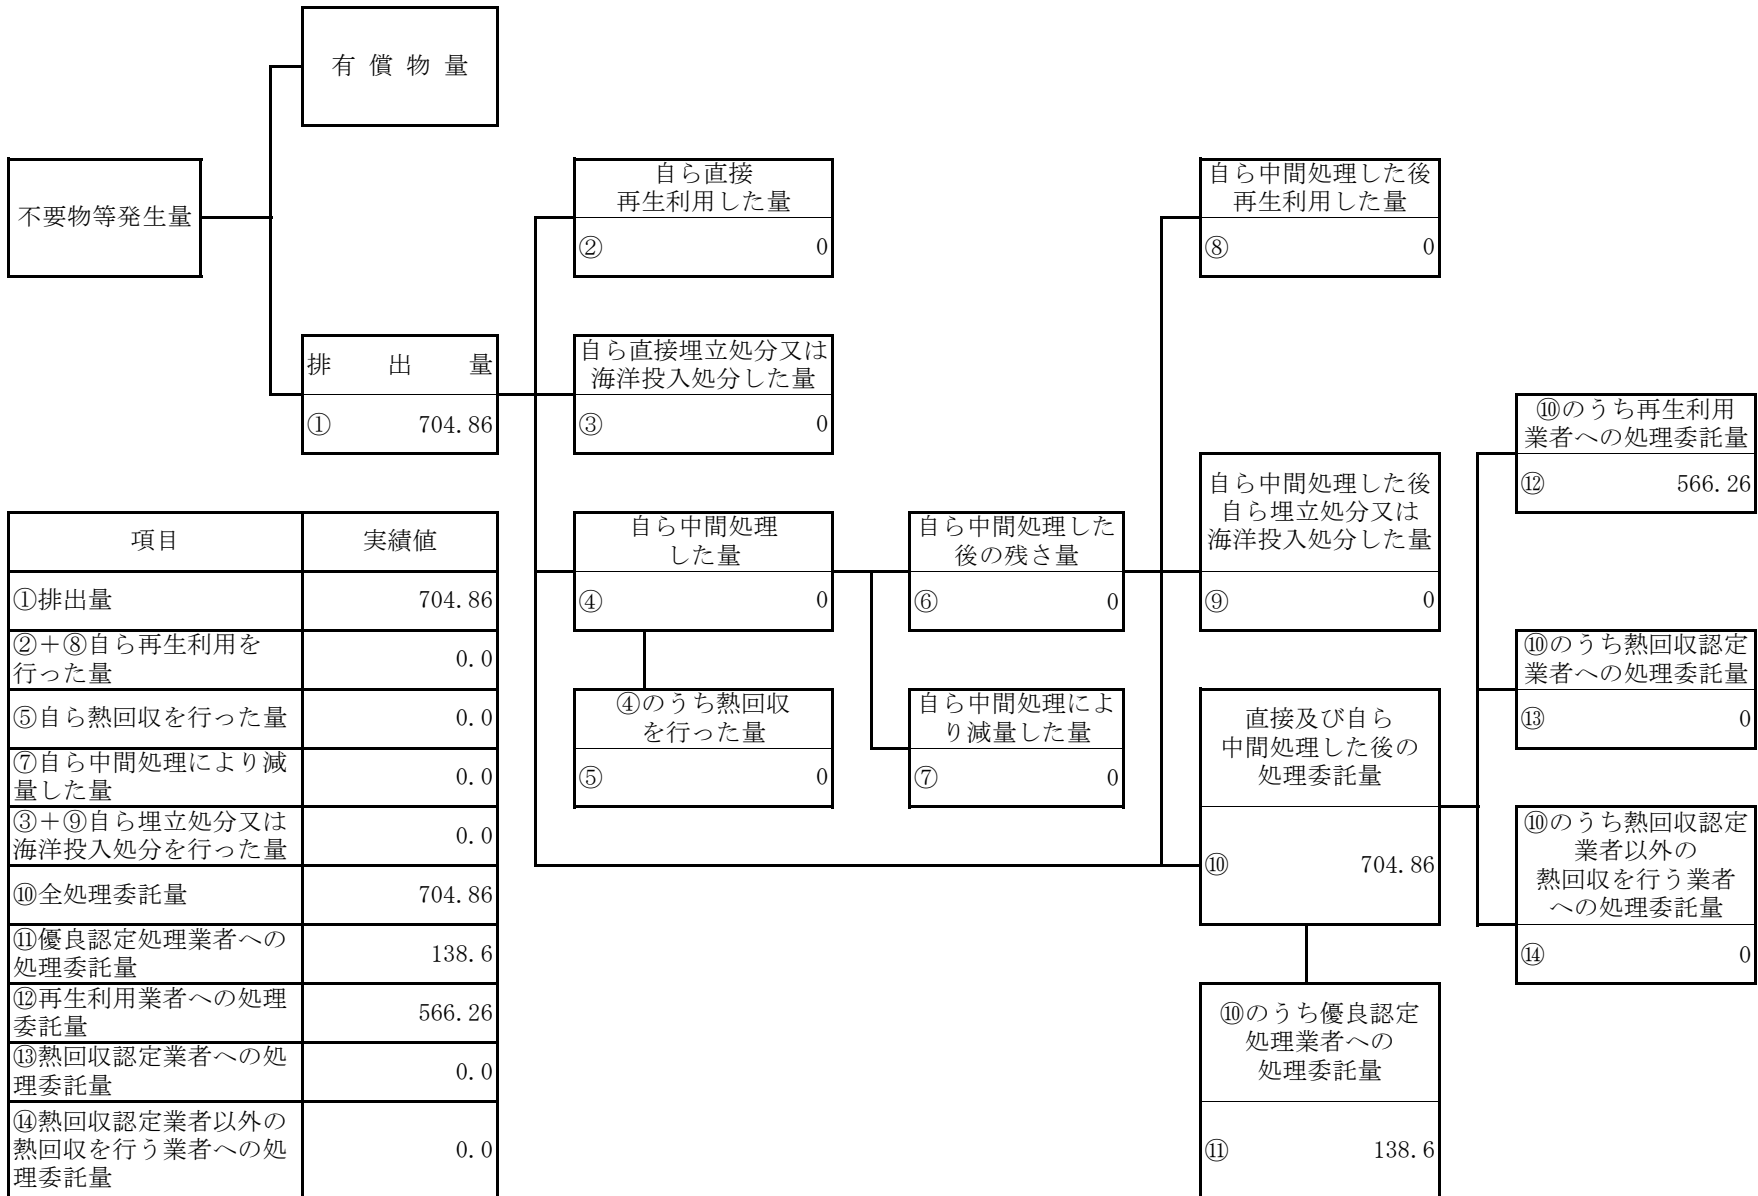 有償物量
不要物等発生量
自ら直接
再生利用した量
② 0
自ら中間処理した後
再生利用した量
⑧ 0
排出量
① 704.86
自ら直接埋立処分又は
海洋投入処分した量
③ 0
⑩のうち再生利用
業者への処理委託量
⑫ 566.26
自ら中間処理
した量
④ 0
自ら中間処理した
後の残さ量
⑥ 0
自ら中間処理した後
自ら埋立処分又は
海洋投入処分した量
⑨ 0
⑩のうち熱回収認定
業者への処理委託量
⑬ 0
④のうち熱回収
を行った量
⑤ 0
自ら中間処理によ
り減量した量
⑦ 0
直接及び自ら
中間処理した後の
処理委託量
⑩ 704.86
⑩のうち熱回収認定
業者以外の
熱回収を行う業者
への処理委託量
⑭ 0
⑩のうち優良認定
処理業者への
処理委託量
⑪ 138.6
項目 実績値
①排出量 704.86
②＋⑧自ら再生利用を
行った量 0.0
⑤自ら熱回収を行った量 0.0
⑦自ら中間処理により減
量した量 0.0
③＋⑨自ら埋立処分又は
海洋投入処分を行った量 0.0
⑩全処理委託量 704.86
⑪優良認定処理業者への
処理委託量 138.6
⑫再生利用業者への処理
委託量 566.26
⑬熱回収認定業者への処
理委託量 0.0
⑭熱回収認定業者以外の
熱回収を行う業者への処
理委託量 0.0